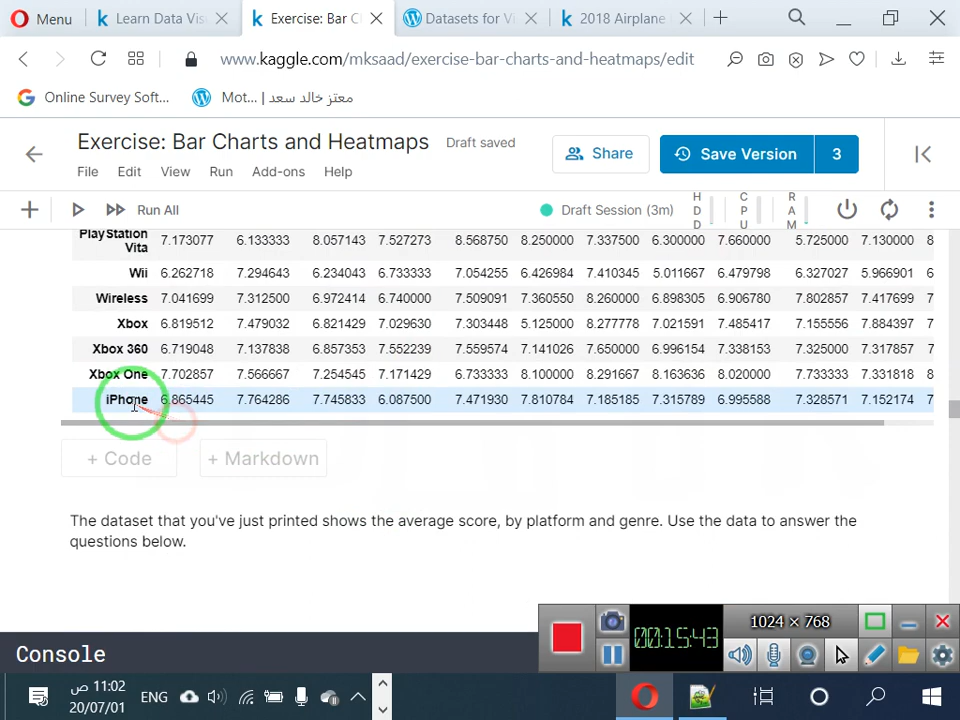 Menu
Learn Data Vis
Exercise: Bar Ch
Datasets for Vi
2018 Airplane
www.kaggle.com/mksaad/exercise-bar-charts-and-heatmaps/edit
Online Survey Soft...
Mot... | معتز خالد سعد
Exercise: Bar Charts and Heatmaps
Draft saved
Share
Save Version
3
File Edit View Run Add-ons Help
Run All
Draft Session (3m)
HDD
CPU
RAM
PlayStation Vita 7.173077 6.133333 8.057143 7.527273 8.568750 8.250000 7.337500 6.300000 7.660000 5.725000 7.130000 8
Wii 6.262718 7.294643 6.234043 6.733333 7.054255 6.426984 7.410345 5.011667 6.479798 6.327027 5.966901 6
Wireless 7.041699 7.312500 6.972414 6.740000 7.509091 7.360550 8.260000 6.898305 6.906780 7.802857 7.417699 7
Xbox 6.819512 7.479032 6.821429 7.029630 7.303448 5.125000 8.277778 7.021591 7.485417 7.155556 7.884397 7
Xbox 360 6.719048 7.137838 6.857353 7.552239 7.559574 7.141026 7.650000 6.996154 7.338153 7.325000 7.317857 7
Xbox One 7.702857 7.566667 7.254545 7.171429 6.733333 8.100000 8.291667 8.163636 8.020000 7.733333 7.331818 8
iPhone 6.865445 7.764286 7.745833 6.087500 7.471930 7.810784 7.185185 7.315789 6.995588 7.328571 7.152174 7
+ Code
+ Markdown
The dataset that you've just printed shows the average score, by platform and genre. Use the data to answer the
questions below.
1024 × 768
00:15:43
Console
11:02 ص
ENG
20/07/01